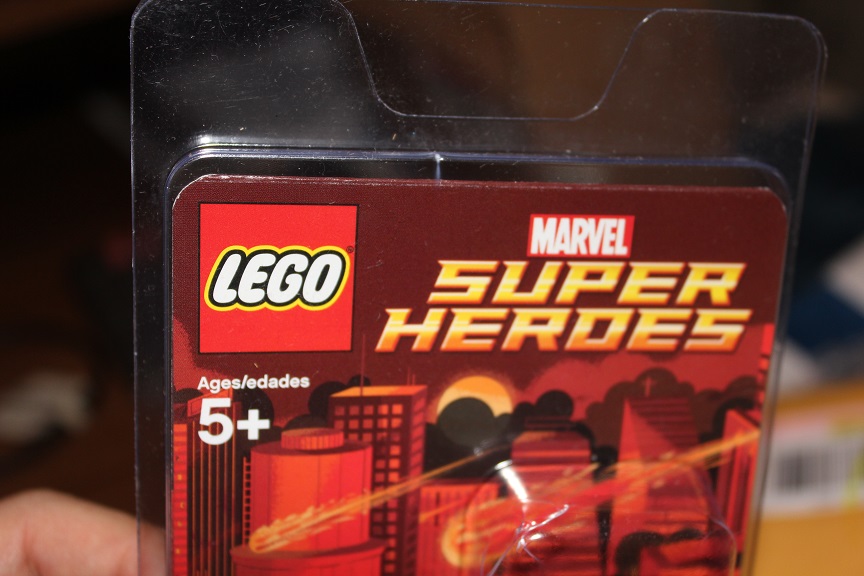 LEGO®
MARVEL
SUPER
HEROES
Ages/edades
5+